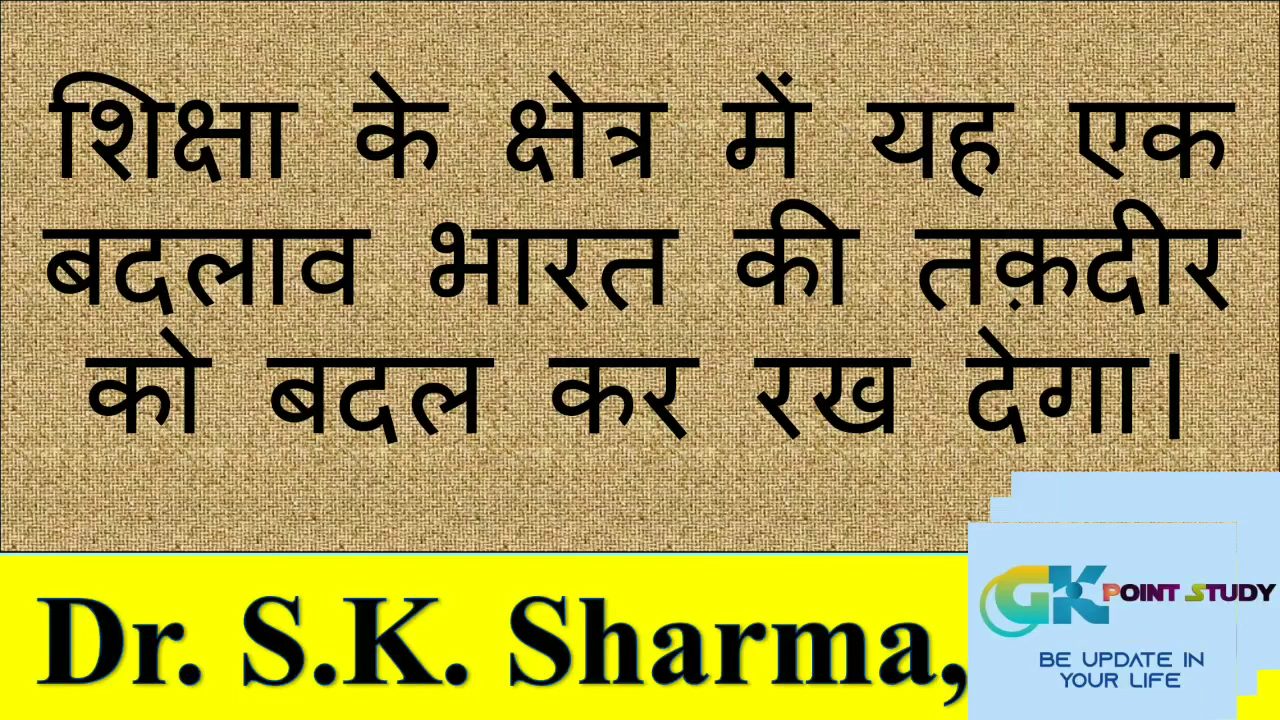 शिक्षा के क्षेत्र में यह एक
बदलाव भारत की तक़दीर
को बदल कर रख देगा।
Dr. S.K. Sharma,
GK POINT STUDY
BE UPDATE IN
YOUR LIFE